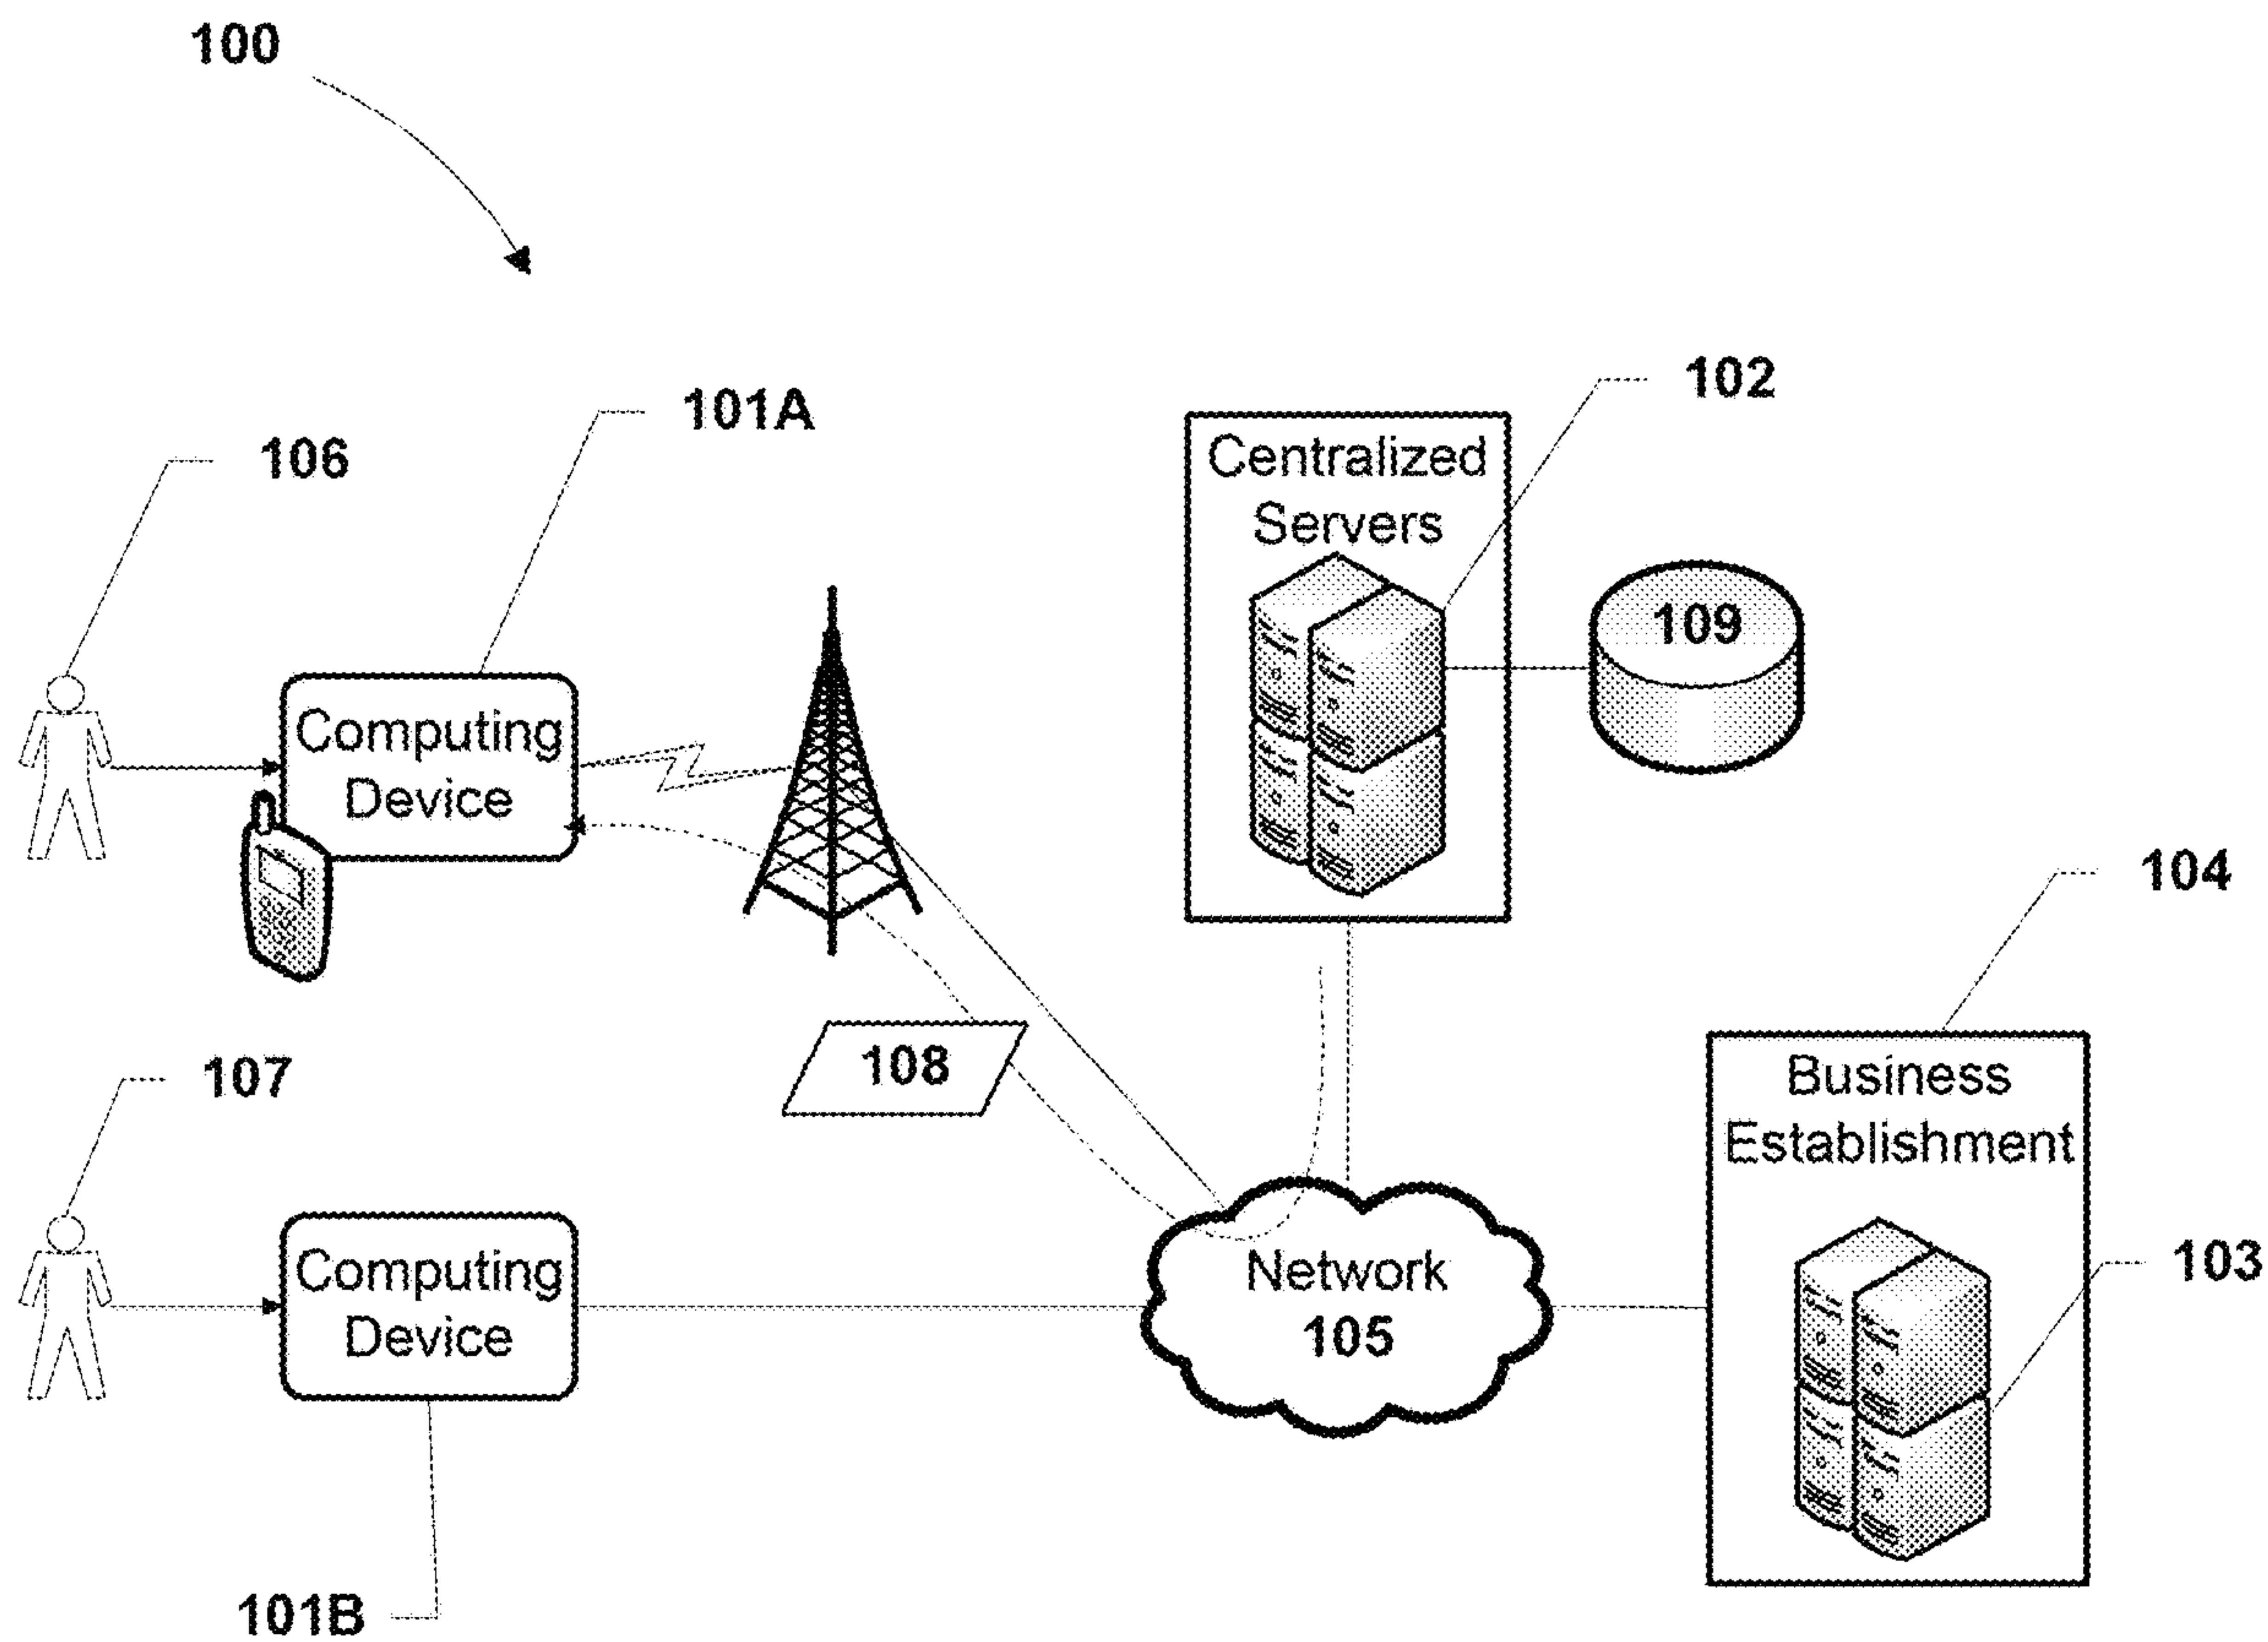 100
102
101A
106
Centralized
Servers
109
Computing
Device
104
108
Business
Establishment
107
Computing
Device
Network
105
103
101B